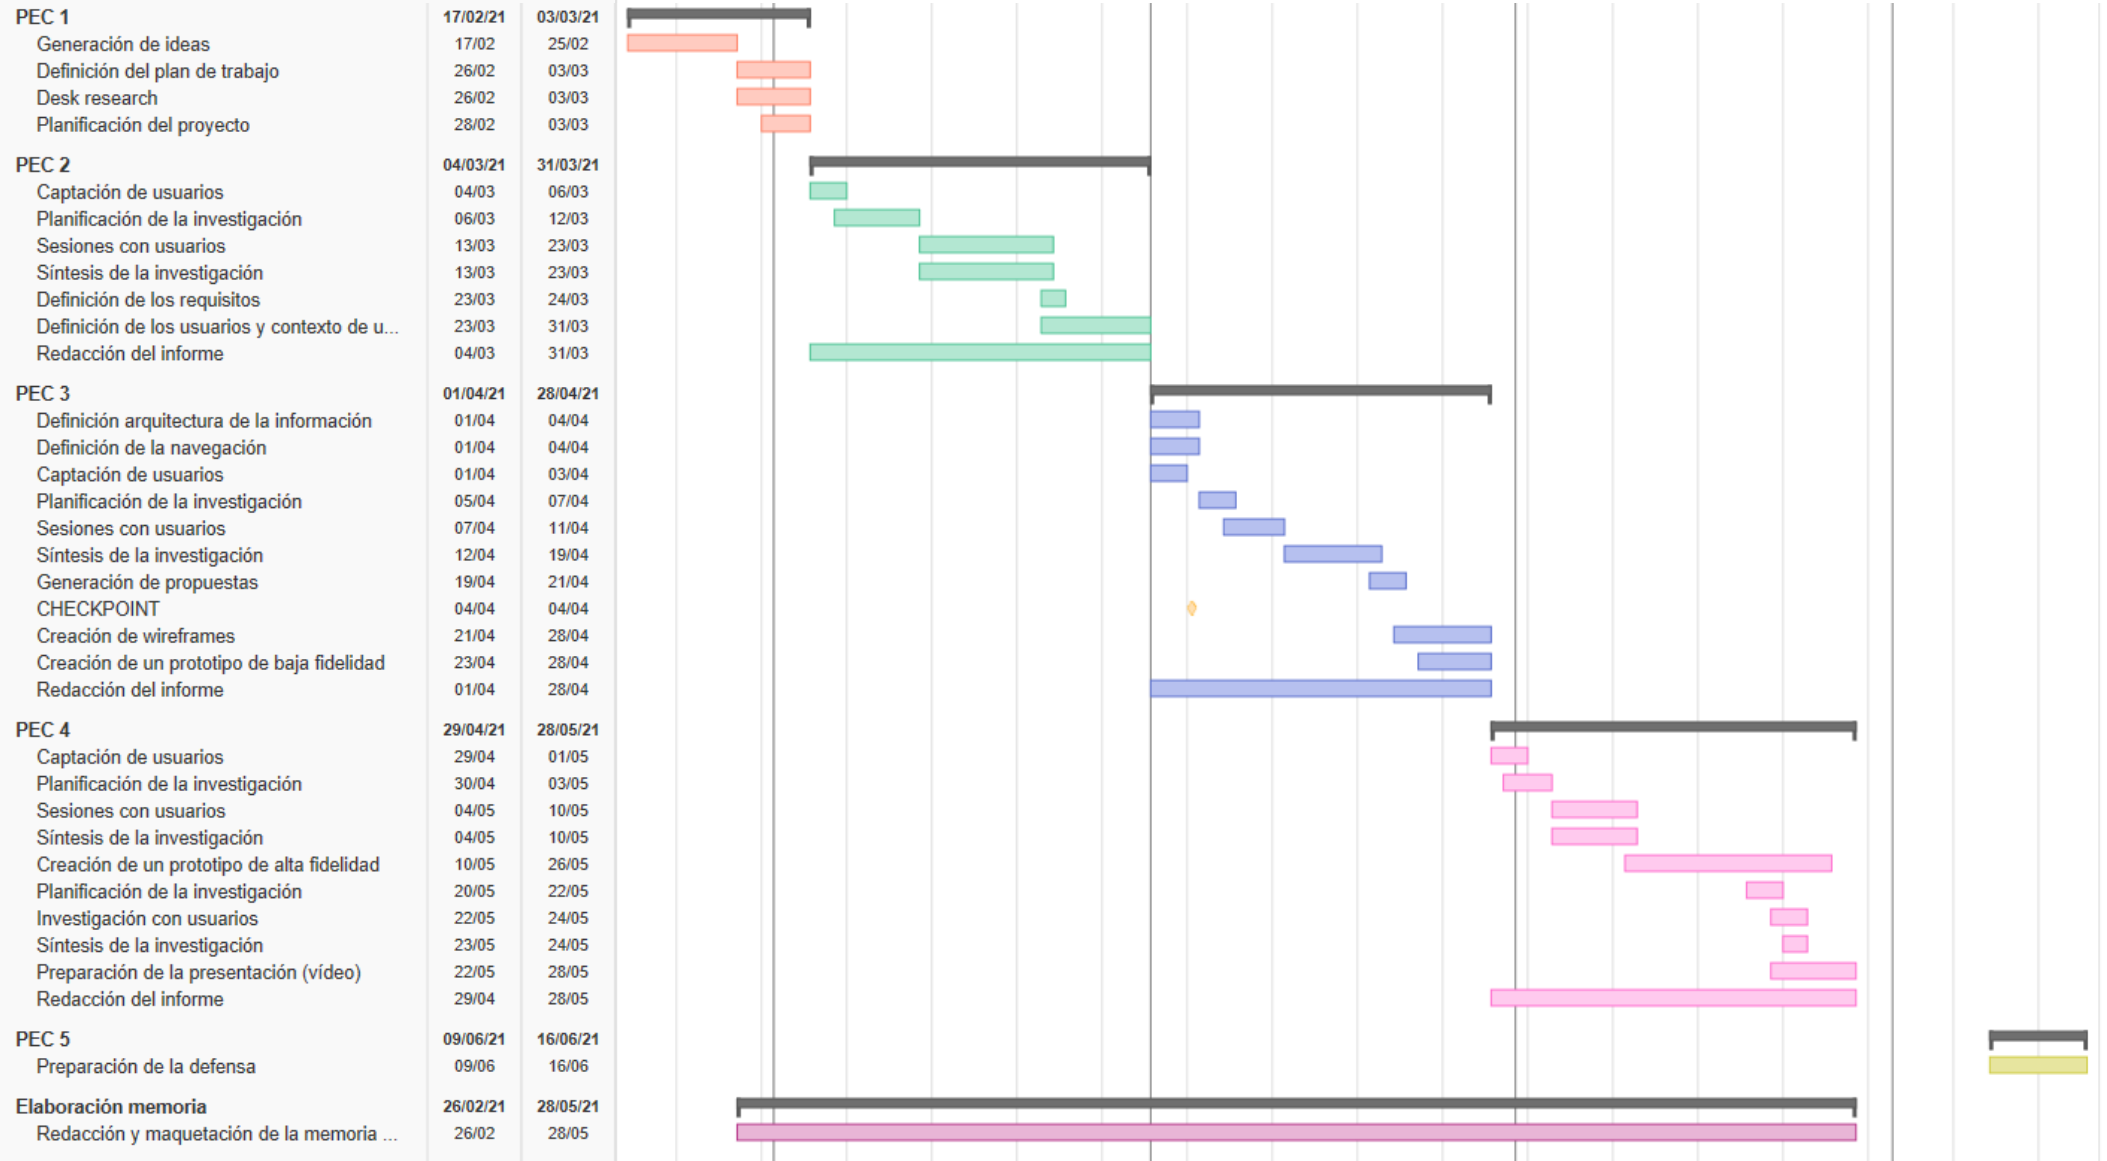 PEC 1 17/02/21 03/03/21
Generación de ideas 17/02 25/02
Definición del plan de trabajo 26/02 03/03
Desk research 26/02 03/03
Planificación del proyecto 28/02 03/03
PEC 2 04/03/21 31/03/21
Captación de usuarios 04/03 06/03
Planificación de la investigación 06/03 12/03
Sesiones con usuarios 13/03 23/03
Síntesis de la investigación 13/03 23/03
Definición de los requisitos 23/03 24/03
Definición de los usuarios y contexto de u... 23/03 31/03
Redacción del informe 04/03 31/03
PEC 3 01/04/21 28/04/21
Definición arquitectura de la información 01/04 04/04
Definición de la navegación 01/04 04/04
Captación de usuarios 01/04 03/04
Planificación de la investigación 05/04 07/04
Sesiones con usuarios 07/04 11/04
Síntesis de la investigación 12/04 19/04
Generación de propuestas 19/04 21/04
CHECKPOINT 04/04 04/04
Creación de wireframes 21/04 28/04
Creación de un prototipo de baja fidelidad 23/04 28/04
Redacción del informe 01/04 28/04
PEC 4 29/04/21 28/05/21
Captación de usuarios 29/04 01/05
Planificación de la investigación 30/04 03/05
Sesiones con usuarios 04/05 10/05
Síntesis de la investigación 04/05 10/05
Creación de un prototipo de alta fidelidad 10/05 26/05
Planificación de la investigación 20/05 22/05
Investigación con usuarios 22/05 24/05
Síntesis de la investigación 23/05 24/05
Preparación de la presentación (vídeo) 22/05 28/05
Redacción del informe 29/04 28/05
PEC 5 09/06/21 16/06/21
Preparación de la defensa 09/06 16/06
Elaboración memoria 26/02/21 28/05/21
Redacción y maquetación de la memoria ... 26/02 28/05